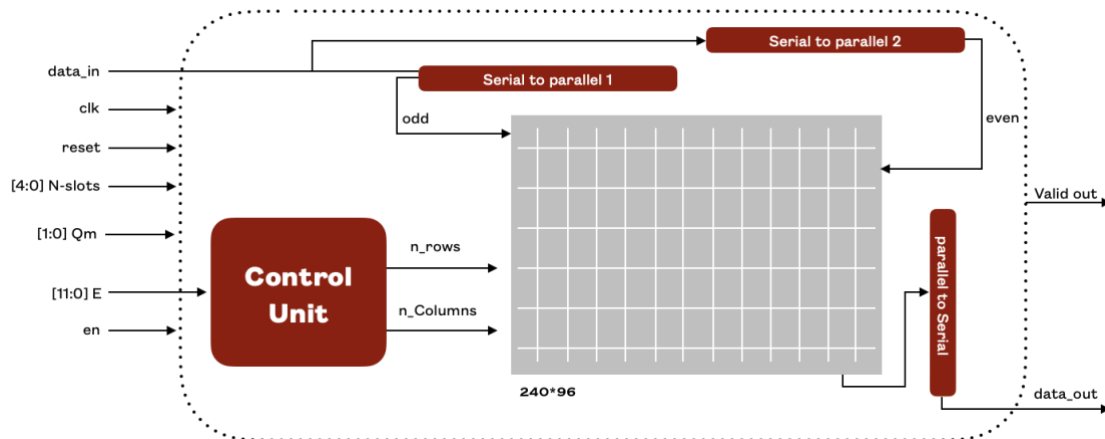 Serial to parallel 2
data_in
Serial to parallel 1
clk
odd
even
reset
[4:0] N-slots
Valid out
[1:0] Qm
n_rows
Control
Unit
parallel to Serial
[11:0] E
n_Columns
en
240*96
data_out